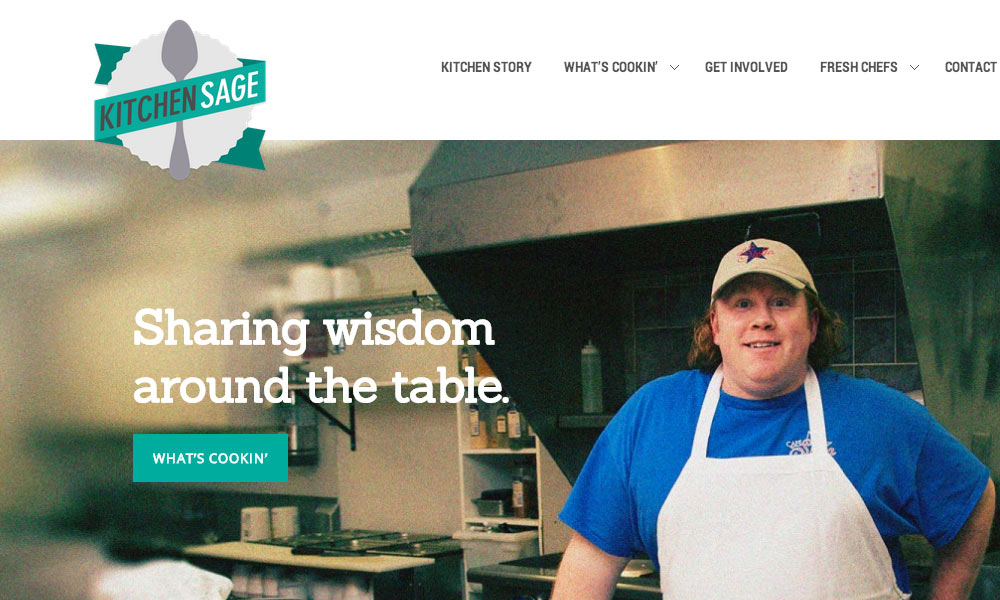 KITCHEN SAGE
KITCHEN STORY
WHAT'S COOKIN'
GET INVOLVED
FRESH CHEFS
CONTACT
Sharing wisdom
around the table.
WHAT'S COOKIN'